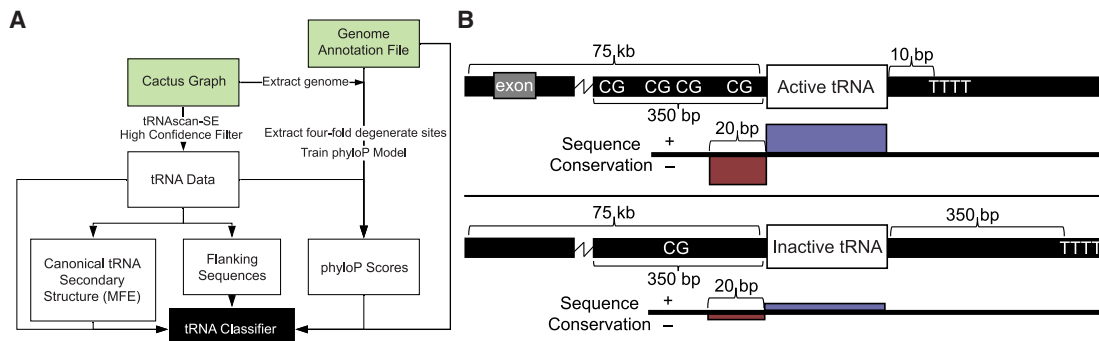 A
Genome
Annotation File
Cactus Graph
Extract genome
tRNAscan-SE
High Confidence Filter
Extract four-fold degenerate sites
Train phyloP Model
tRNA Data
Canonical tRNA
Secondary
Structure (MFE)
Flanking
Sequences
phyloP Scores
tRNA Classifier
B
75 kb
10 bp
exon
CG CG CG CG
Active tRNA
TTTT
350 bp
20 bp
Sequence +
Conservation –
75 kb
350 bp
CG
Inactive tRNA
TTTT
350 bp
20 bp
Sequence +
Conservation –